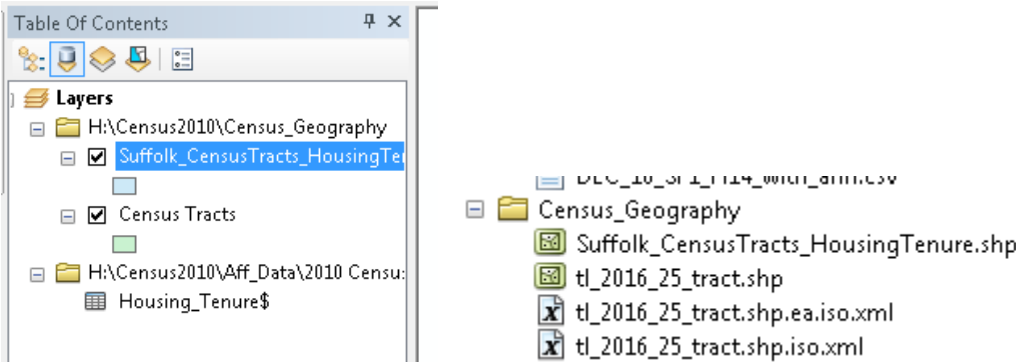 Table Of Contents
Layers
H:\Census2010\Census_Geography
Suffolk_CensusTracts_HousingTe
Census Tracts
H:\Census2010\Aff_Data\2010 Censu
Housing_Tenure$
Census_Geography
Suffolk_CensusTracts_HousingTenure.shp
tl_2016_25_tract.shp
tl_2016_25_tract.shp.ea.iso.xml
tl_2016_25_tract.shp.iso.xml